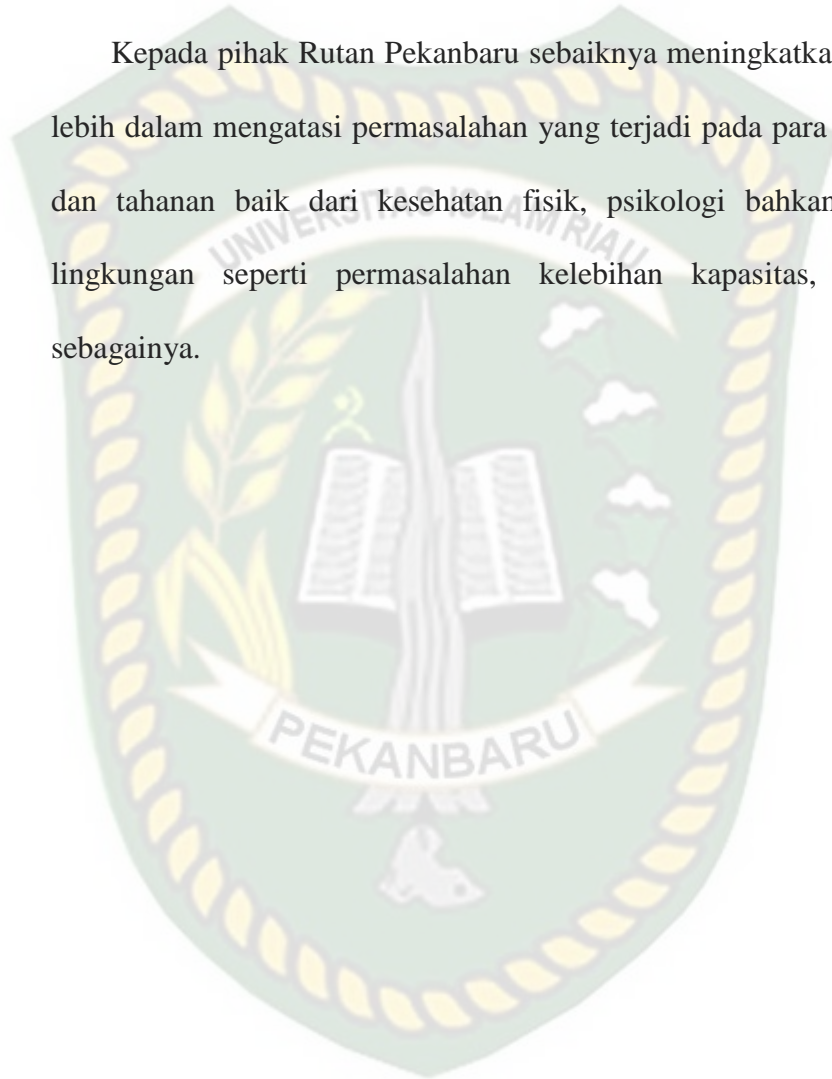 Kepada pihak Rutan Pekanbaru sebaiknya meningkatka
lebih dalam mengatasi permasalahan yang terjadi pada para
dan tahanan baik dari kesehatan fisik, psikologi bahkan
lingkungan seperti permasalahan kelebihan kapasitas,
sebagainya.
UNIVERSITAS ISLAM RIAU
PEKANBARU